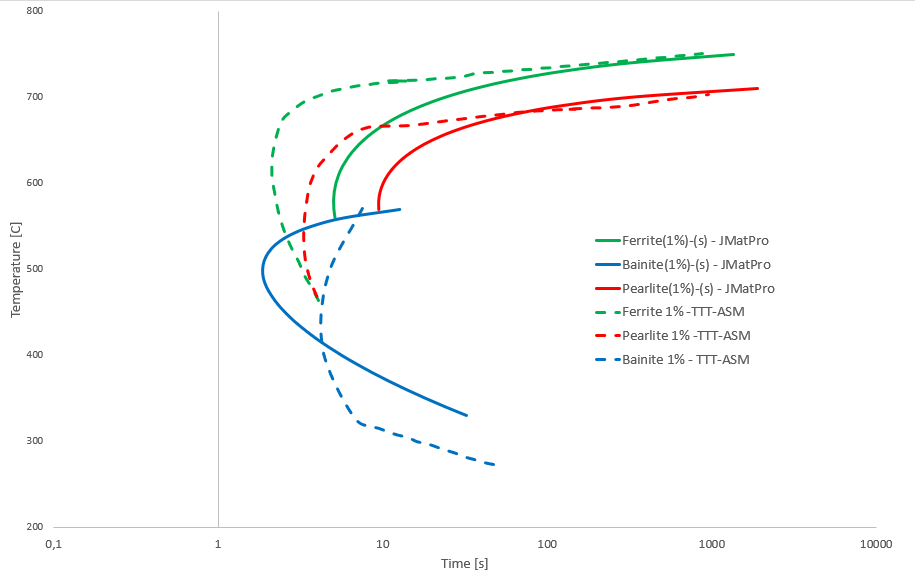 800
700
600
500
400
300
200
Temperature [C]
0,1
1
10
100
1000
10000
Time [s]
Ferrite(1%)-(s) - JMatPro
Bainite(1%)-(s) - JMatPro
Pearlite(1%)-(s) - JMatPro
Ferrite 1% -TTT-ASM
Pearlite 1% -TTT-ASM
Bainite 1% - TTT-ASM